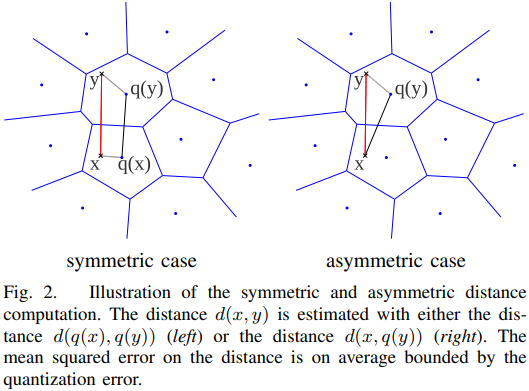 y q(y) y q(y)
x q(x) x
symmetric case asymmetric case
Fig. 2. Illustration of the symmetric and asymmetric distance
computation. The distance d(x, y) is estimated with either the dis-
tance d(q(x), q(y)) (left) or the distance d(x, q(y)) (right). The
mean squared error on the distance is on average bounded by the
quantization error.